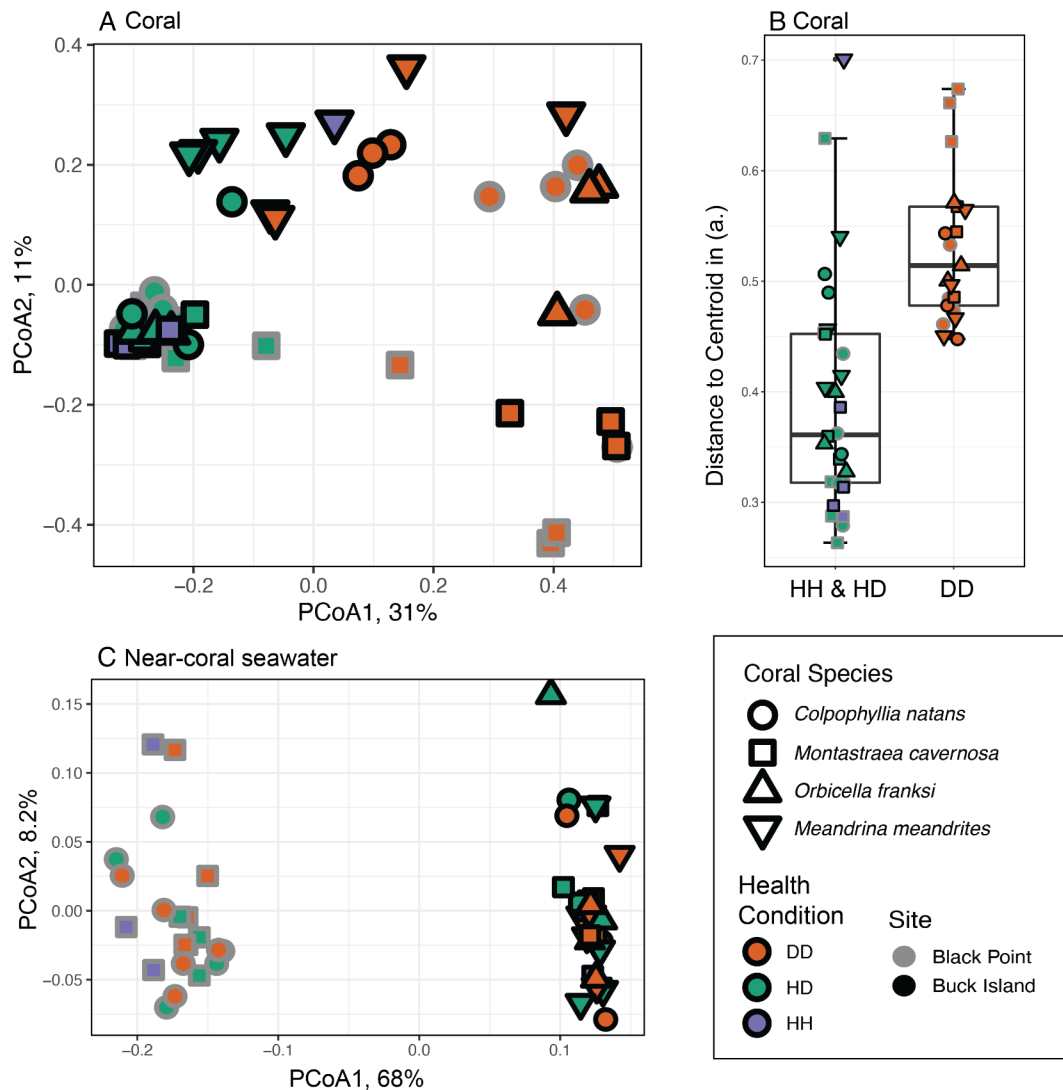 A Coral
0.4
0.2
0.0
−0.2
−0.4
PCoA2, 11%
−0.2
0.0
0.2
0.4
PCoA1, 31%
B Coral
0.7
0.6
0.5
0.4
0.3
Distance to Centroid in (a.)
HH & HD
DD
C Near-coral seawater
0.15
0.10
0.05
0.00
−0.05
PCoA2, 8.2%
−0.2
−0.1
0.0
0.1
PCoA1, 68%
Coral Species
Colpophyllia natans
Montastraea cavernosa
Orbicella franksi
Meandrina meandrites
Health
Condition
DD
HD
HH
Site
Black Point
Buck Island